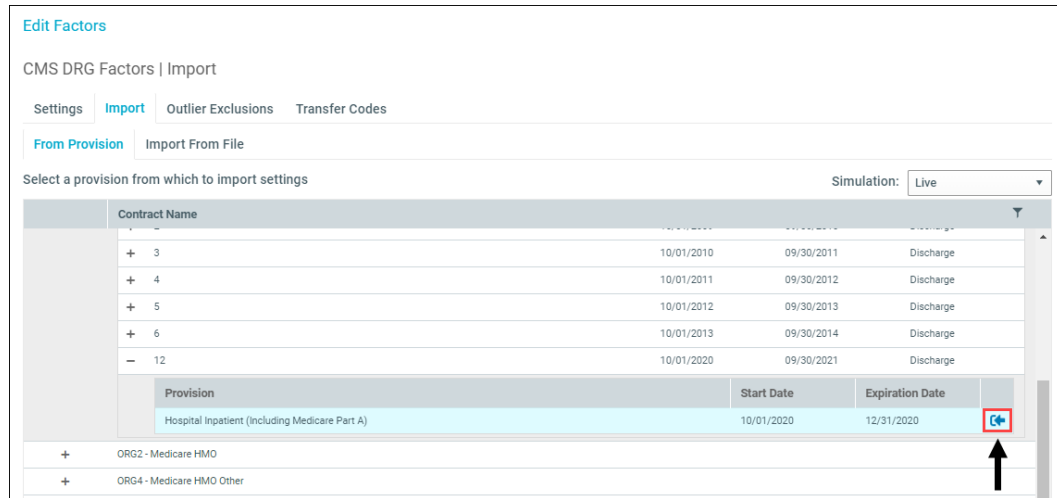 Edit Factors
CMS DRG Factors | Import
Settings Import Outlier Exclusions Transfer Codes
From Provision Import From File
Select a provision from which to import settings Simulation: Live
Contract Name
+ 3 10/01/2010 09/30/2011 Discharge
+ 4 10/01/2011 09/30/2012 Discharge
+ 5 10/01/2012 09/30/2013 Discharge
+ 6 10/01/2013 09/30/2014 Discharge
− 12 10/01/2020 09/30/2021 Discharge
Provision Start Date Expiration Date
Hospital Inpatient (Including Medicare Part A) 10/01/2020 12/31/2020
+ ORG2 - Medicare HMO
+ ORG4 - Medicare HMO Other